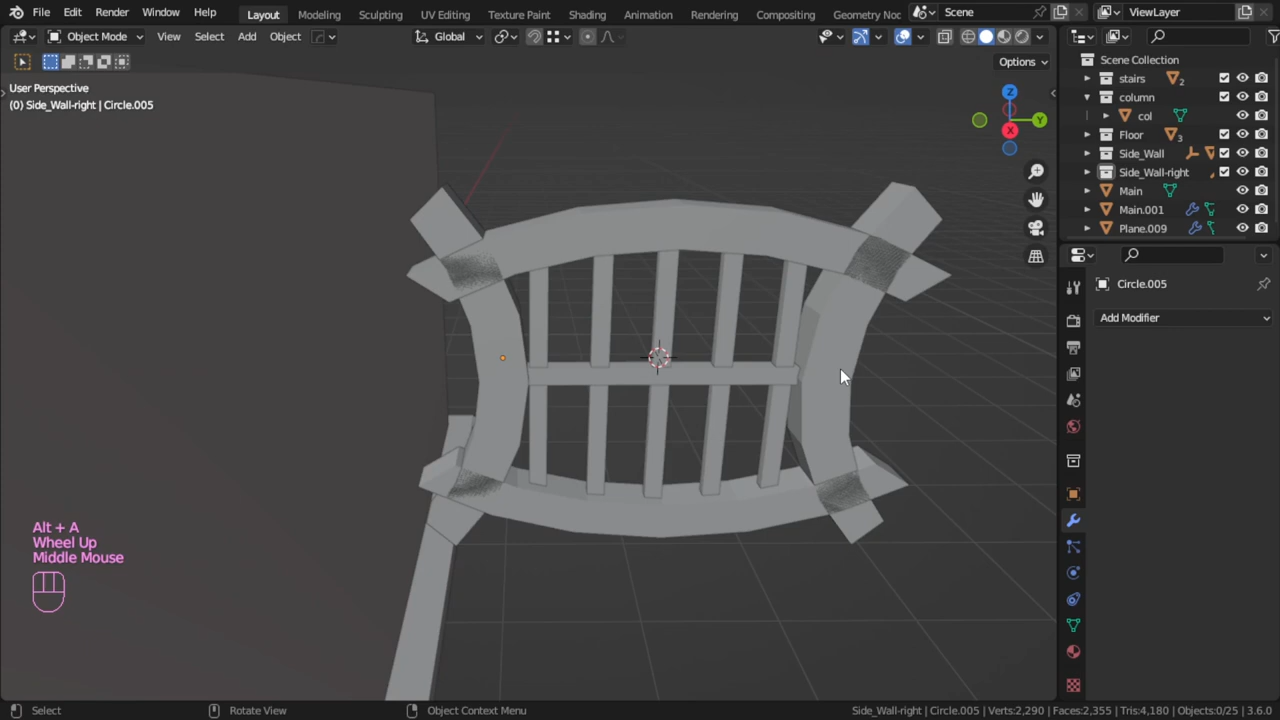 File Edit Render Window Help Layout Modeling Sculpting UV Editing Texture Paint Shading Animation Rendering Compositing Geometry Noc Scene ViewLayer
Object Mode View Select Add Object Global
Options
User Perspective
(0) Side_Wall-right | Circle.005
Z
Y
X
Scene Collection
stairs 2
column
col
Floor 3
Side_Wall
Side_Wall-right
Main
Main.001
Plane.009
Circle.005
Add Modifier
Alt + A
Wheel Up
Middle Mouse
Select Rotate View Object Context Menu Side_Wall-right | Circle.005 | Verts:2,290 | Faces:2,355 | Tris:4,180 | Objects:0/25 | 3.6.0